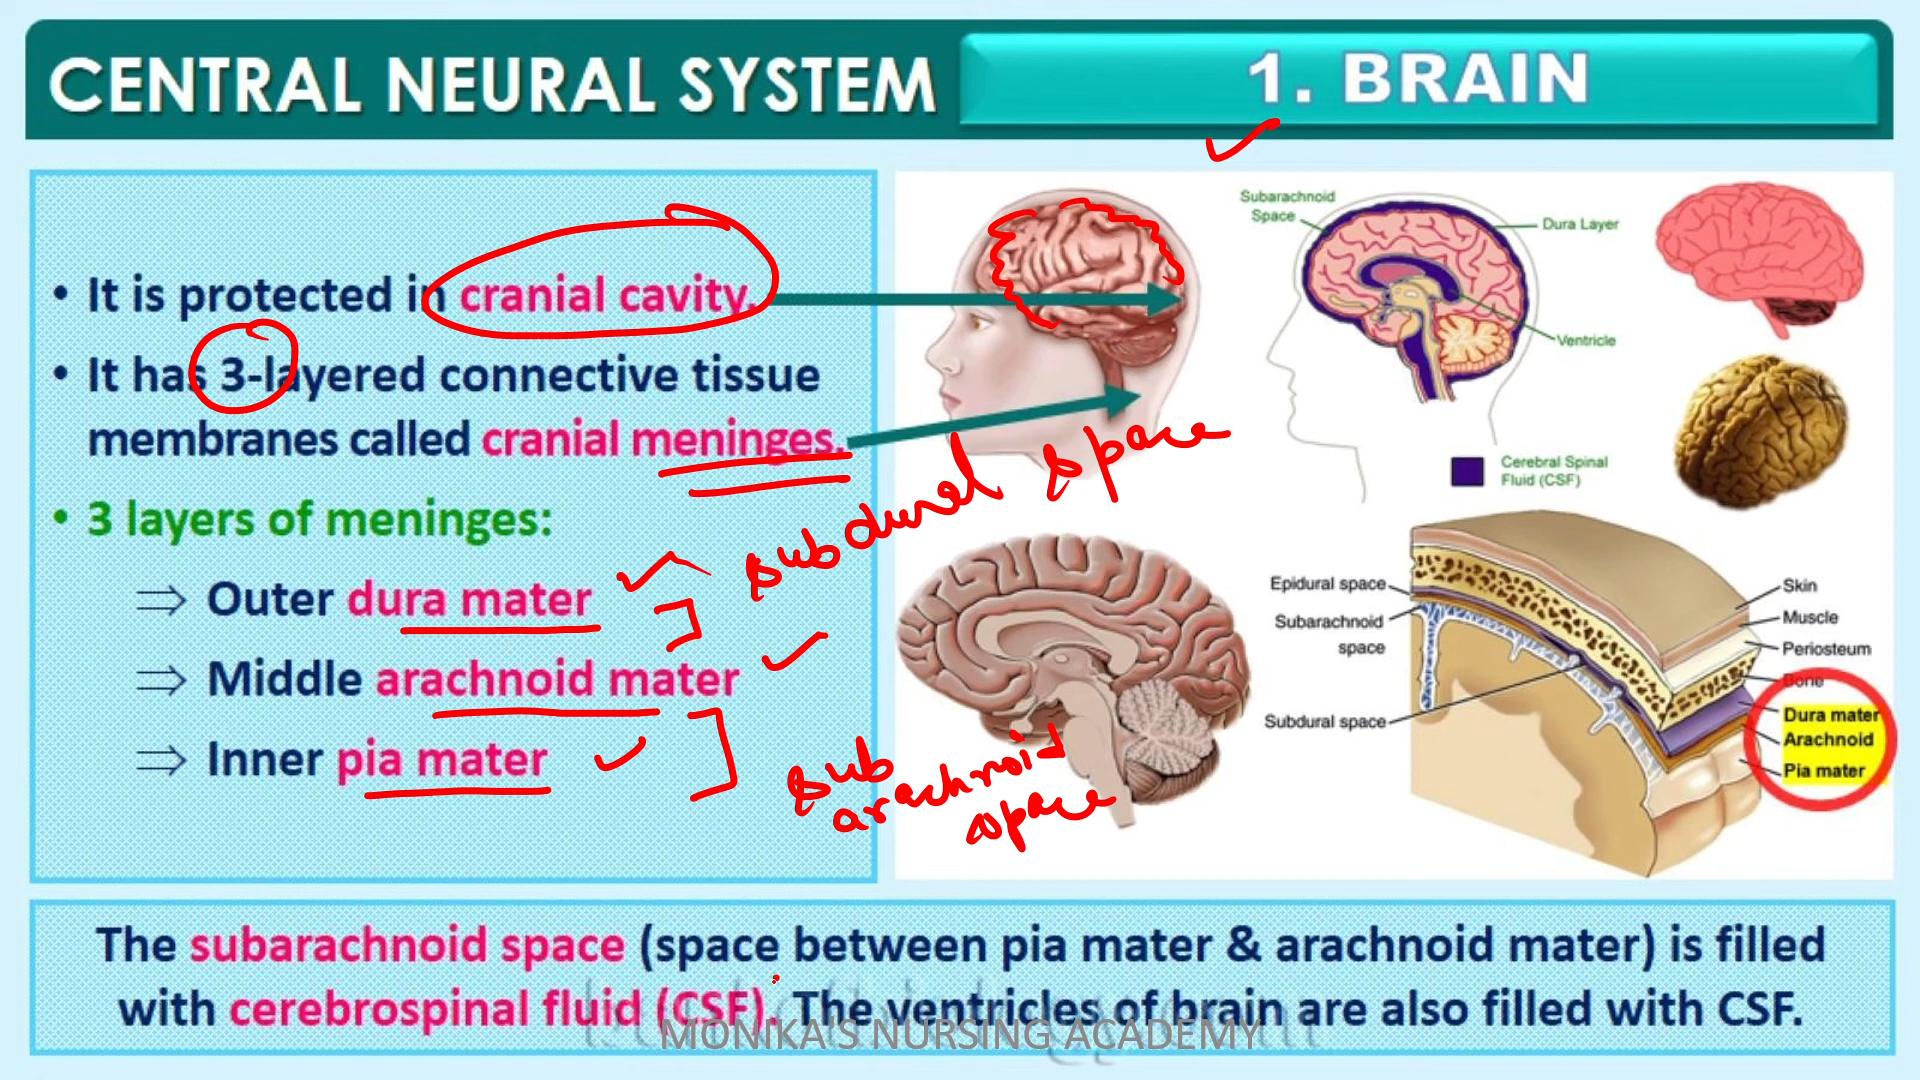 CENTRAL NEURAL SYSTEM
1. BRAIN
• It is protected in cranial cavity.
• It has 3-layered connective tissue
membranes called cranial meninges.
• 3 layers of meninges:
⇒ Outer dura mater
⇒ Middle arachnoid mater
⇒ Inner pia mater
subdural space
sub
arachnoid
space
Subarachnoid
Space
Dura Layer
Ventricle
Cerebral Spinal
Fluid (CSF)
Epidural space
Subarachnoid
space
Subdural space
Skin
Muscle
Periosteum
Bone
Dura mater
Arachnoid
Pia mater
The subarachnoid space (space between pia mater & arachnoid mater) is filled
with cerebrospinal fluid (CSF). The ventricles of brain are also filled with CSF.
MONIKA'S NURSING ACADEMY